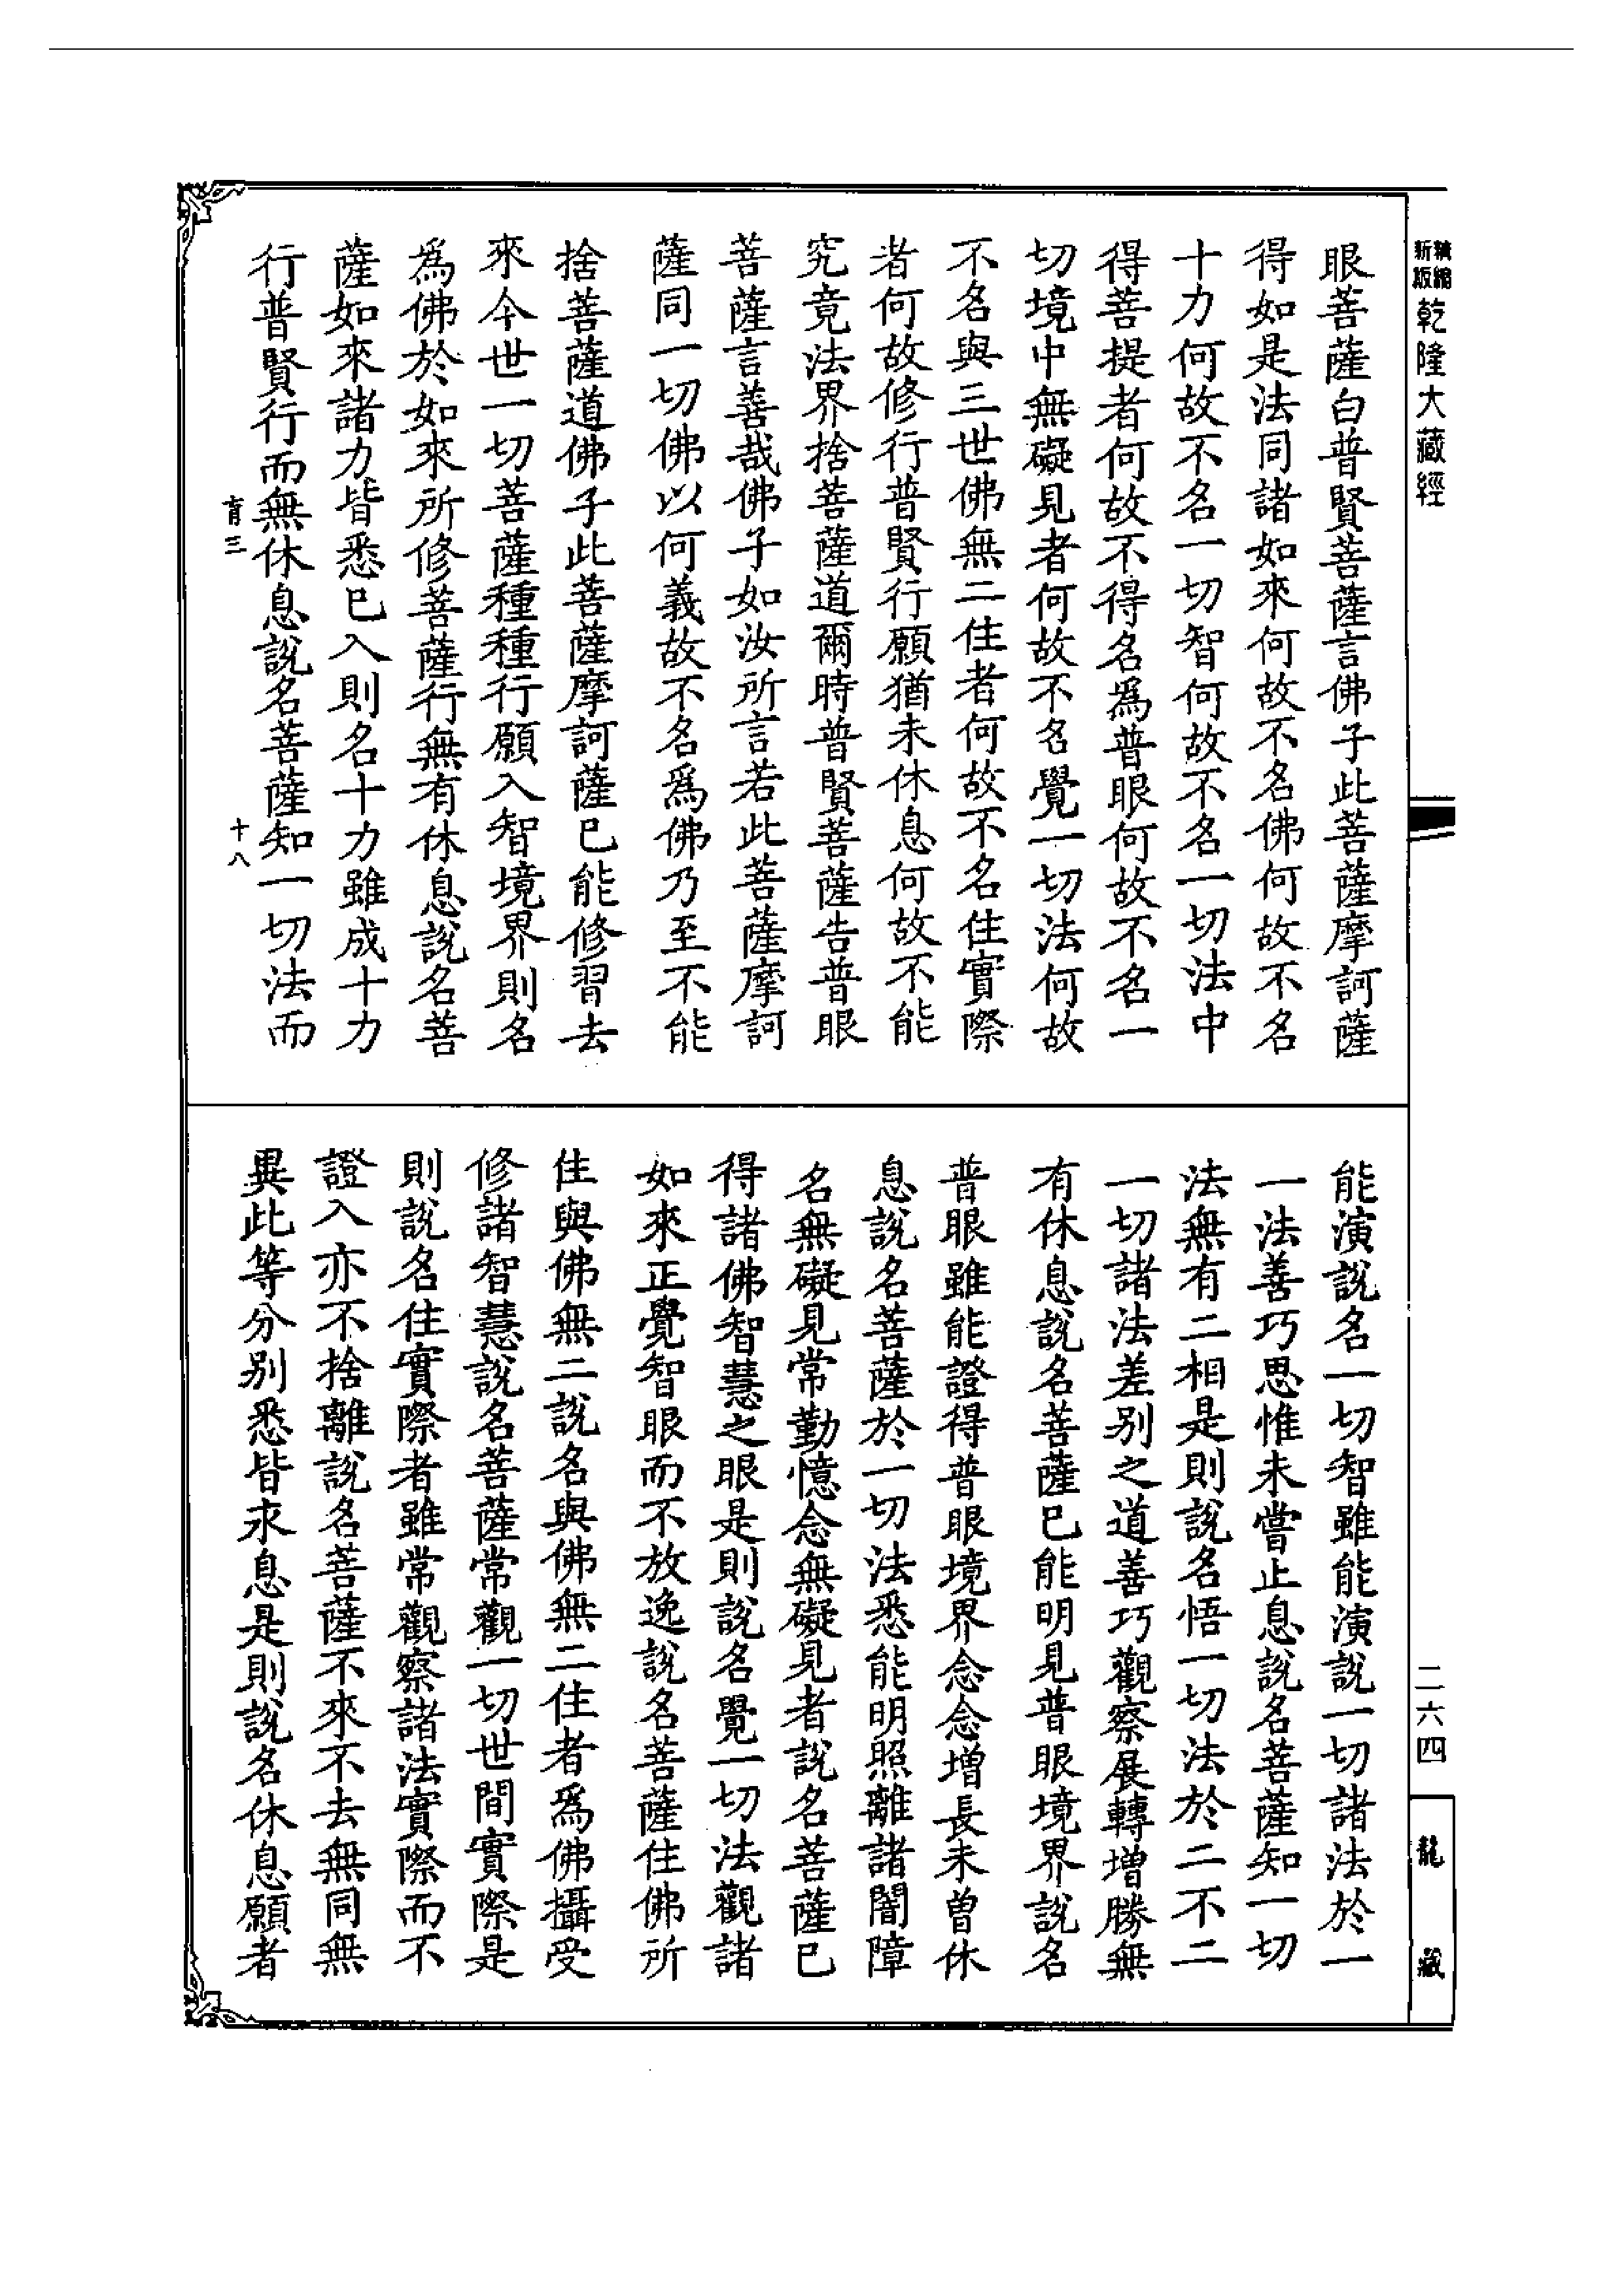 精縮新版
乾隆大藏經
眼菩薩白普賢菩薩言佛子此菩薩摩訶薩
得如是法同諸如來何故不名佛何故不名
十力何故不名一切智何故不名一切法中
得菩提者何故不得名爲普眼何故不名一
切境中無礙見者何故不名覺一切法何故
不名與三世佛無二住者何故不名住實際
者何故修行普賢行願猶未休息何故不能
究竟法界捨菩薩道爾時普賢菩薩告普眼
菩薩言善哉佛子如汝所言若此菩薩摩訶
薩同一切佛以何義故不名爲佛乃至不能
捨菩薩道佛子此菩薩摩訶薩已能修習去
來今世一切菩薩種種行願入智境界則名
爲佛於如來所修菩薩行無有休息說名菩
薩如來諸力皆悉已入則名十力雖成十力
行普賢行而無休息說名菩薩知一切法而
育三
十八
能演說名一切智雖能演說一切諸法於一
一法善巧思惟未嘗止息說名菩薩知一切
法無有二相是則說名悟一切法於二不二
一切諸法差別之道善巧觀察展轉增勝無
有休息說名菩薩已能明見普眼境界說名
普眼雖能證得普眼境界念念增長未曾休
息說名菩薩於一切法悉能明照離諸闇障
名無礙見常勤憶念無礙見者說名菩薩已
得諸佛智慧之眼是則說名覺一切法觀諸
如來正覺智眼而不放逸說名菩薩住佛所
住與佛無二說名與佛無二住者爲佛攝受
修諸智慧說名菩薩常觀一切世間實際是
則說名住實際者雖常觀察諸法實際而不
證入亦不捨離說名菩薩不來不去無同無
異此等分別悉皆永息是則說名休息願者
二六四
龍藏